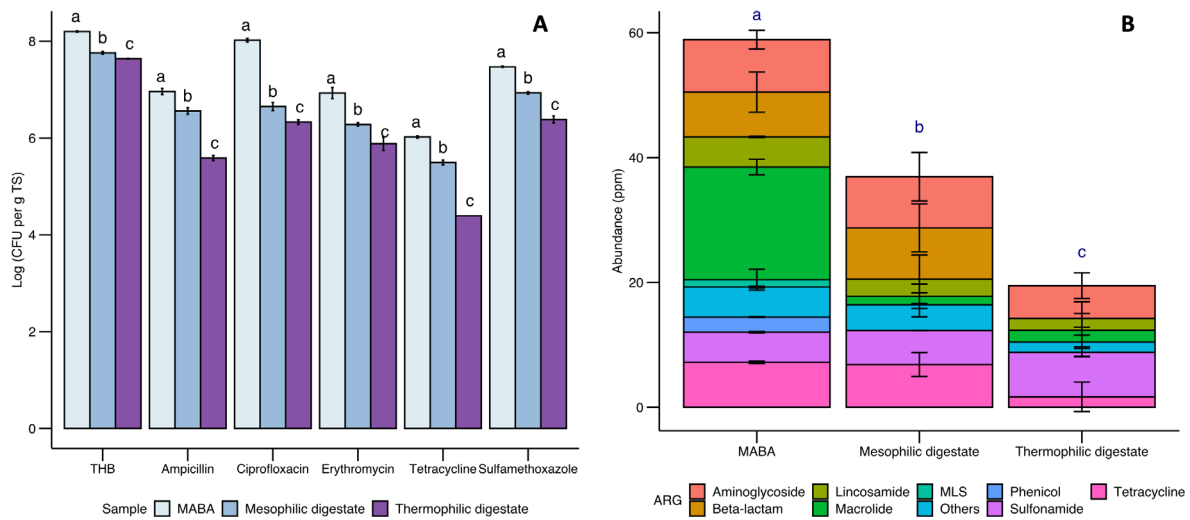 A
Log (CFU per g TS)
8
6
4
2
0
a b c
a b c
a b c
a b c
a b c
a b c
THB Ampicillin Ciprofloxacin Erythromycin Tetracycline Sulfamethoxazole
Sample MABA Mesophilic digestate Thermophilic digestate
B
Abundance (ppm)
60
40
20
0
a
b
c
MABA Mesophilic digestate Thermophilic digestate
ARG
Aminoglycoside Lincosamide MLS Phenicol Tetracycline
Beta-lactam Macrolide Others Sulfonamide